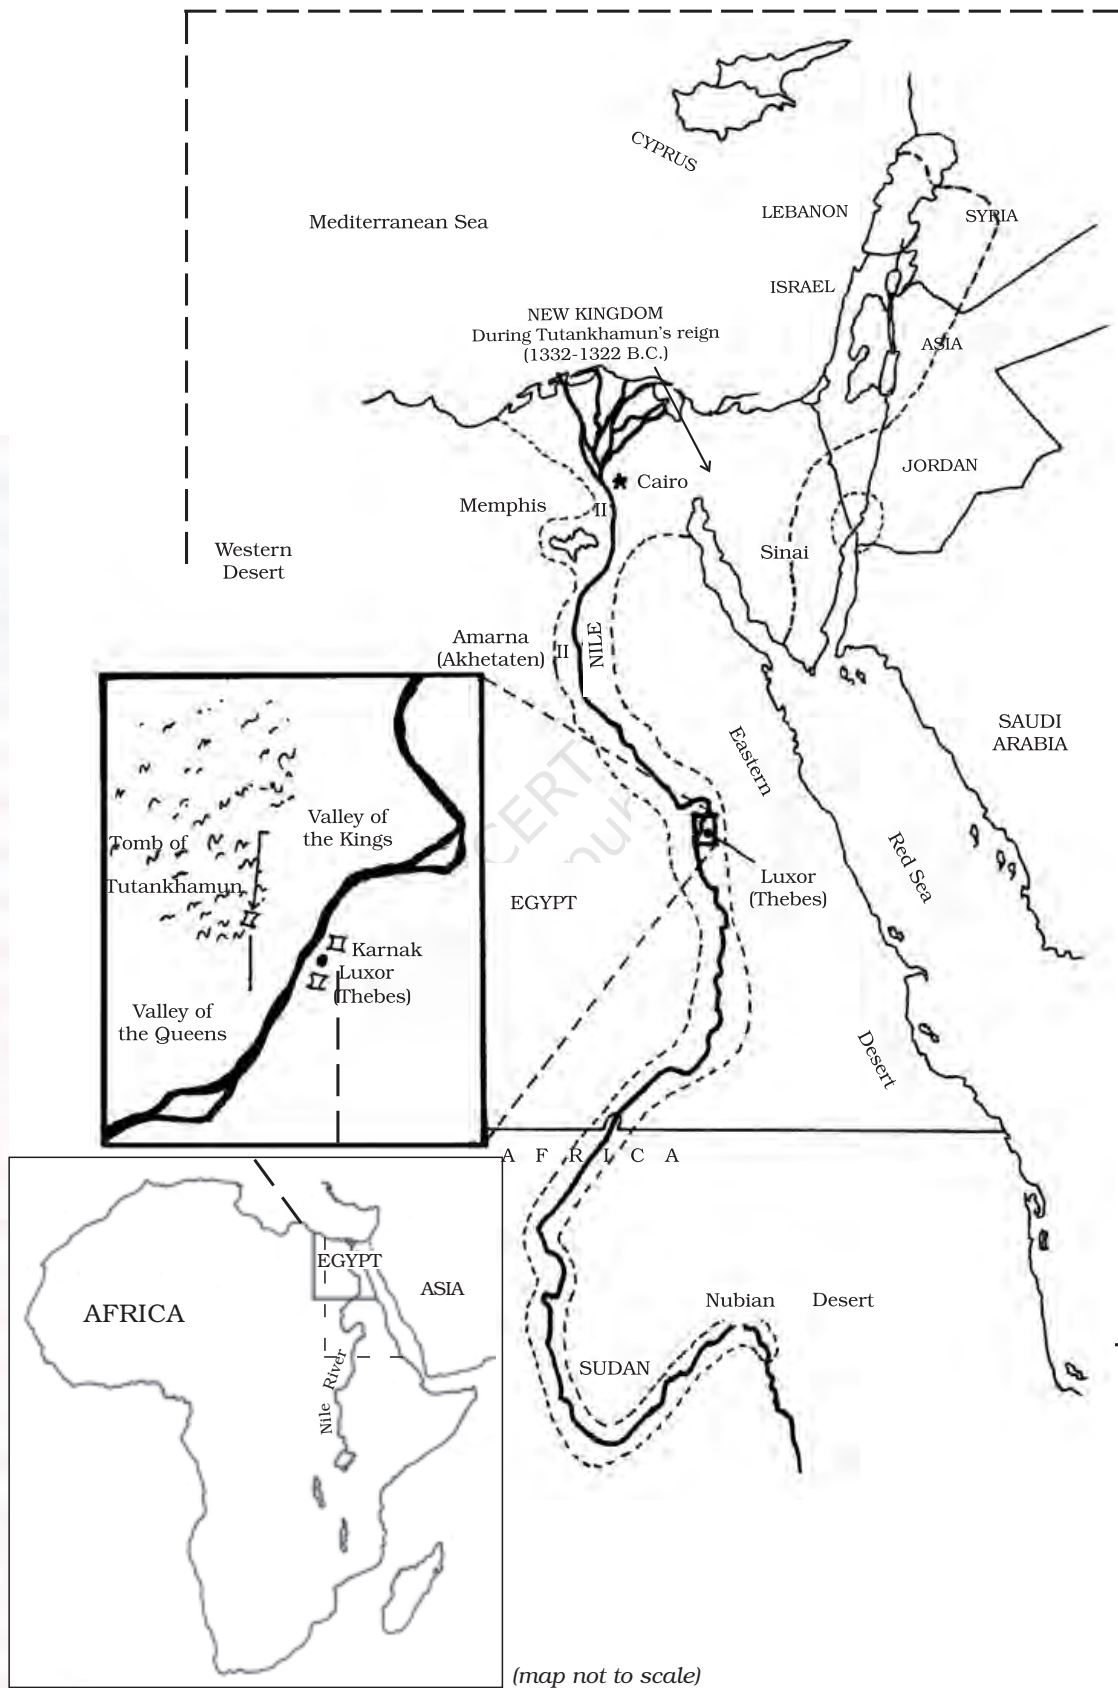 CYPRUS
Mediterranean Sea
LEBANON
SYRIA
ISRAEL
NEW KINGDOM
During Tutankhamun's reign
(1332-1322 B.C.)
ASIA
JORDAN
Cairo
Memphis
II
Sinai
Western
Desert
Amarna
(Akhetaten)
II
NILE
SAUDI
ARABIA
Eastern
Valley of
the Kings
Tomb of
Tutankhamun
Red Sea
Luxor
(Thebes)
EGYPT
Karnak
Luxor
(Thebes)
Valley of
the Queens
Desert
A F R I C A
EGYPT
ASIA
AFRICA
Nubian Desert
SUDAN
Nile River
(map not to scale)